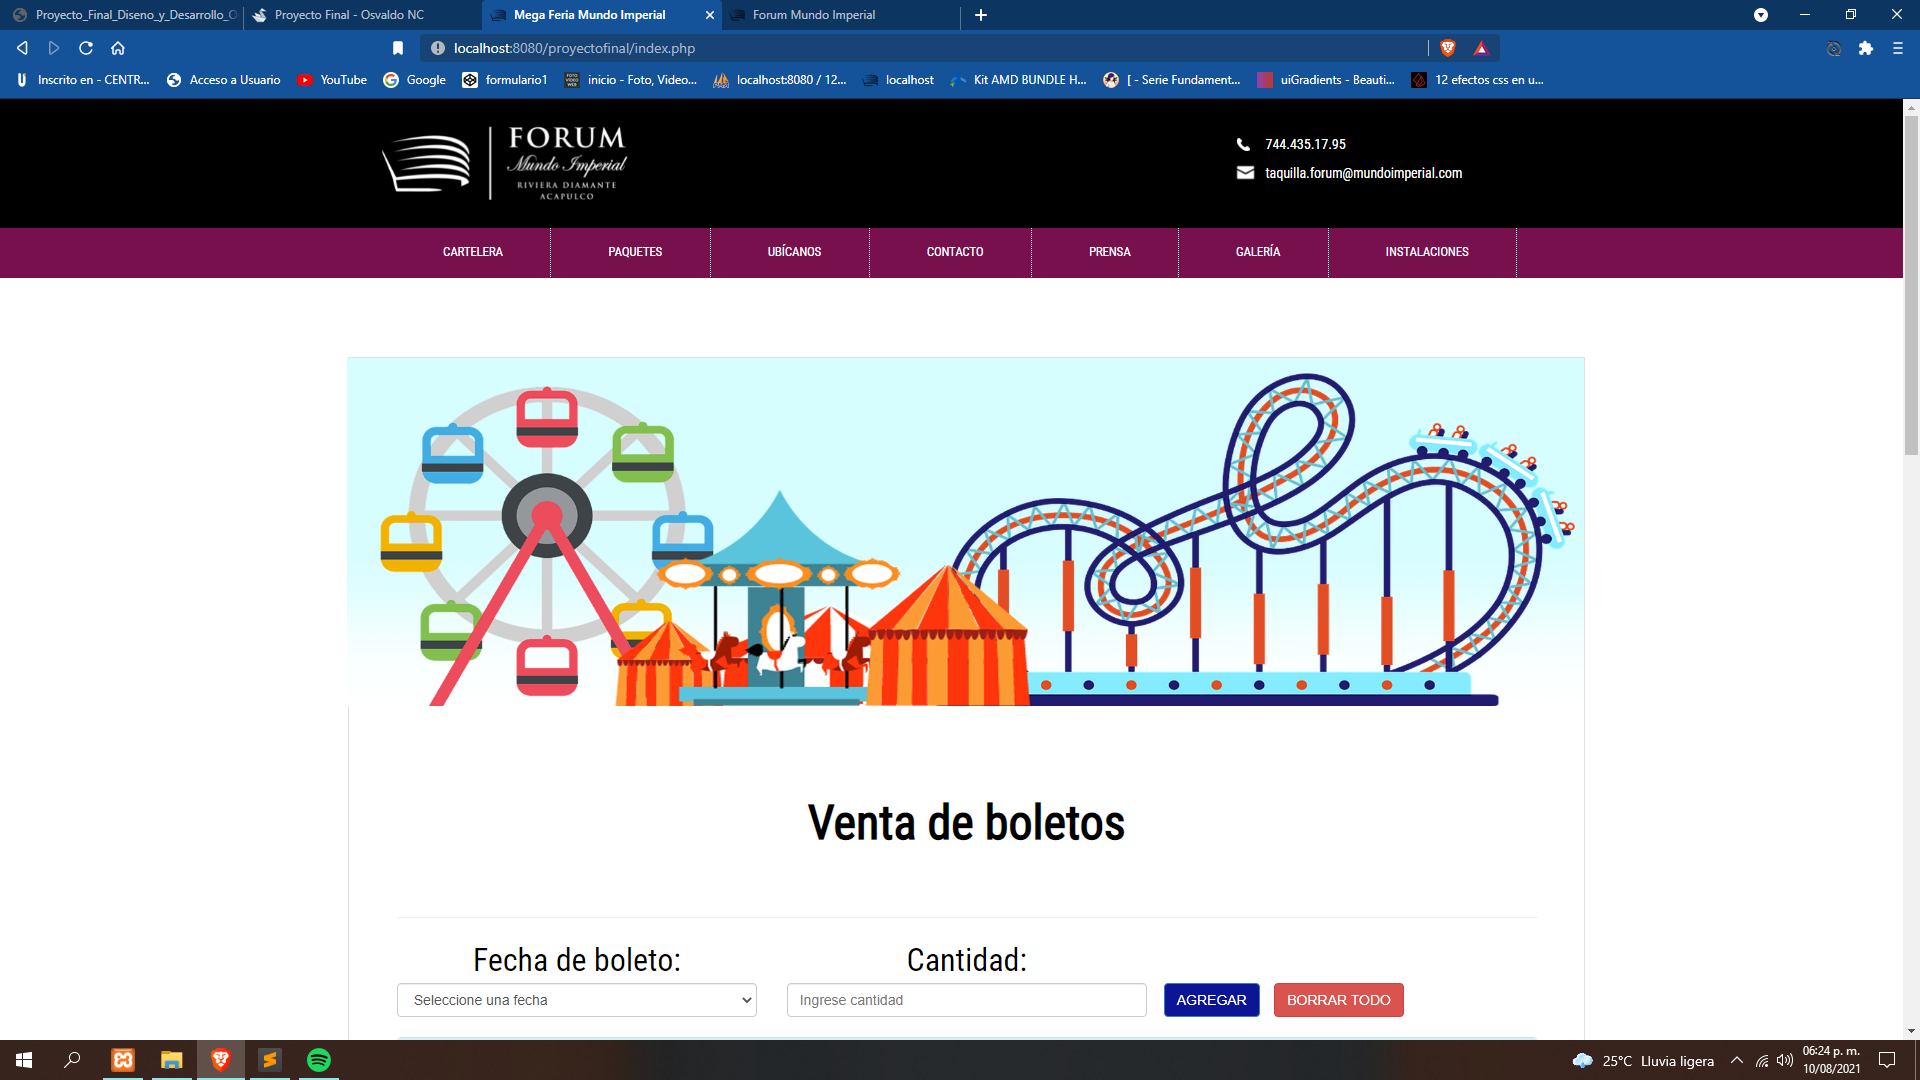 Proyecto_Final_Diseno_y_Desarrollo_O
Proyecto Final - Osvaldo NC
Mega Feria Mundo Imperial
Forum Mundo Imperial
localhost:8080/proyectofinal/index.php
Inscrito en - CENTR...
Acceso a Usuario
YouTube
Google
formulario1
inicio - Foto, Video...
localhost:8080 / 12...
localhost
Kit AMD BUNDLE H...
[ - Serie Fundament...
uiGradients - Beauti...
12 efectos css en u...
FORUM
Mundo Imperial
RIVIERA DIAMANTE
ACAPULCO
744.435.17.95
taquilla.forum@mundoimperial.com
CARTELERA
PAQUETES
UBÍCANOS
CONTACTO
PRENSA
GALERÍA
INSTALACIONES
Venta de boletos
Fecha de boleto:
Cantidad:
Seleccione una fecha
Ingrese cantidad
AGREGAR
BORRAR TODO
25°C Lluvia ligera
06:24 p. m.
10/08/2021